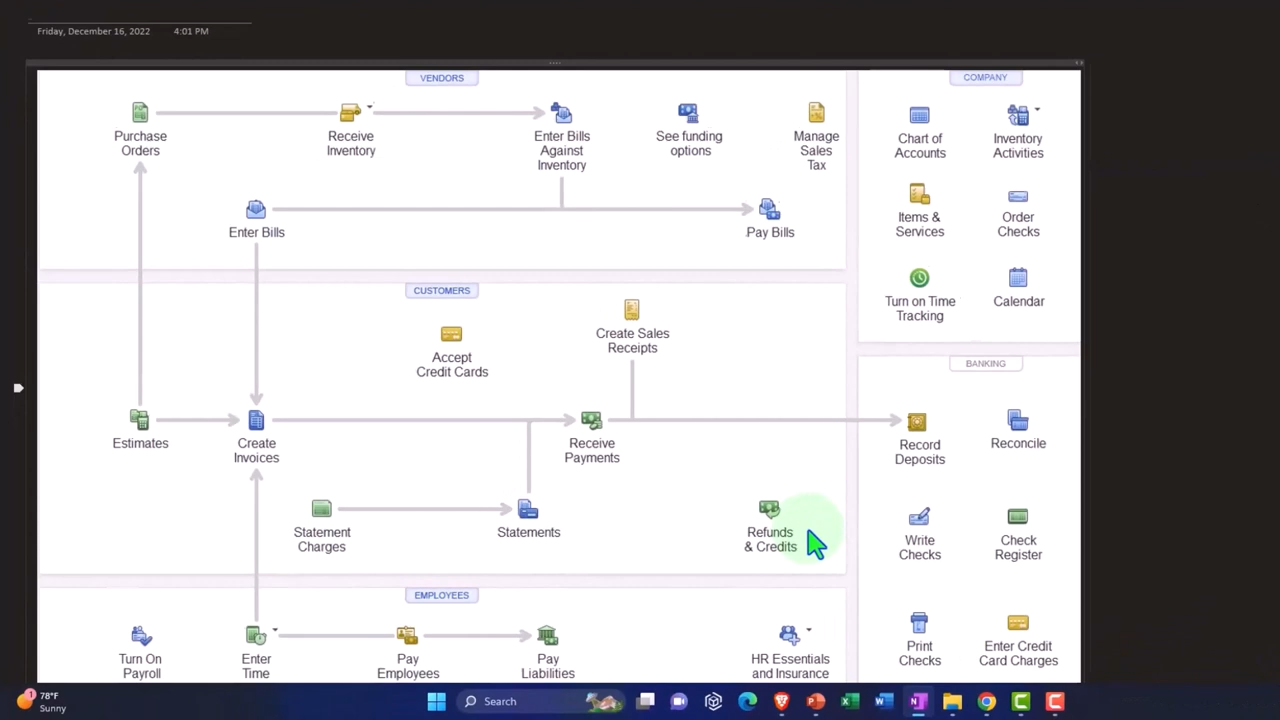 Friday, December 16, 2022 4:01 PM
VENDORS
Purchase
Orders
Receive
Inventory
Enter Bills
Against
Inventory
See funding
options
Manage
Sales
Tax
Enter Bills
Pay Bills
CUSTOMERS
Accept
Credit Cards
Create Sales
Receipts
Estimates
Create
Invoices
Receive
Payments
Statement
Charges
Statements
Refunds
& Credits
EMPLOYEES
Turn On
Payroll
Enter
Time
Pay
Employees
Pay
Liabilities
HR Essentials
and Insurance
COMPANY
Chart of
Accounts
Inventory
Activities
Items &
Services
Order
Checks
Turn on Time
Tracking
Calendar
BANKING
Record
Deposits
Reconcile
Write
Checks
Check
Register
Print
Checks
Enter Credit
Card Charges
1
78°F
Sunny
Search